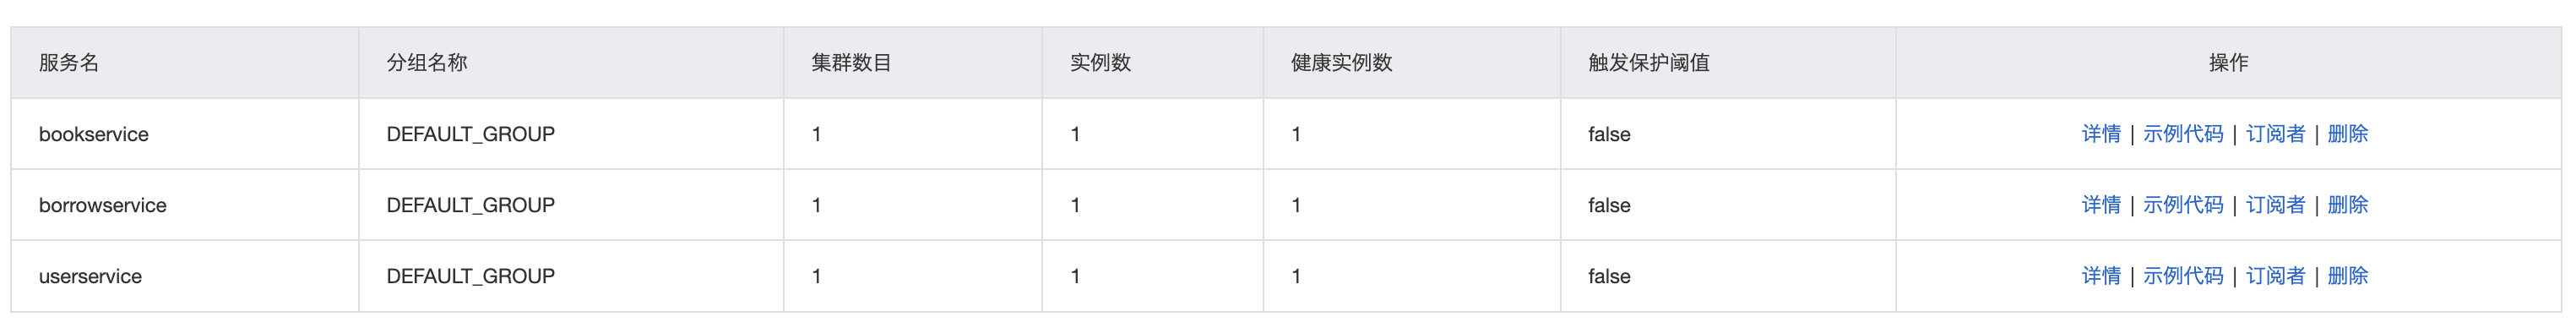 服务名 分组名称 集群数目 实例数 健康实例数 触发保护阈值 操作
bookservice DEFAULT_GROUP 1 1 1 false 详情 | 示例代码 | 订阅者 | 删除
borrowservice DEFAULT_GROUP 1 1 1 false 详情 | 示例代码 | 订阅者 | 删除
userservice DEFAULT_GROUP 1 1 1 false 详情 | 示例代码 | 订阅者 | 删除